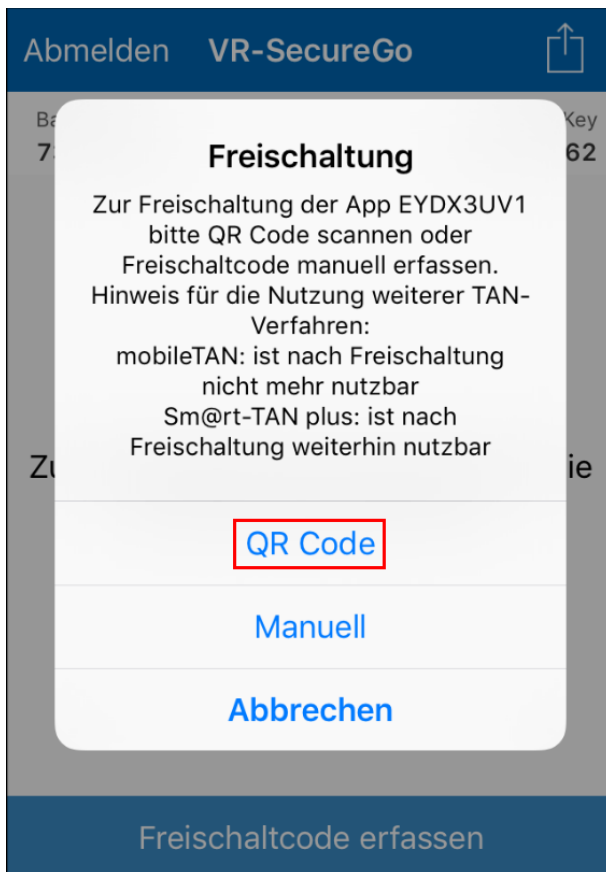 Abmelden VR-SecureGo
Key
62
Freischaltung
Zur Freischaltung der App EYDX3UV1
bitte QR Code scannen oder
Freischaltcode manuell erfassen.
Hinweis für die Nutzung weiterer TAN-
Verfahren:
mobileTAN: ist nach Freischaltung
nicht mehr nutzbar
Sm@rt-TAN plus: ist nach
Freischaltung weiterhin nutzbar
QR Code
Manuell
Abbrechen
Freischaltcode erfassen